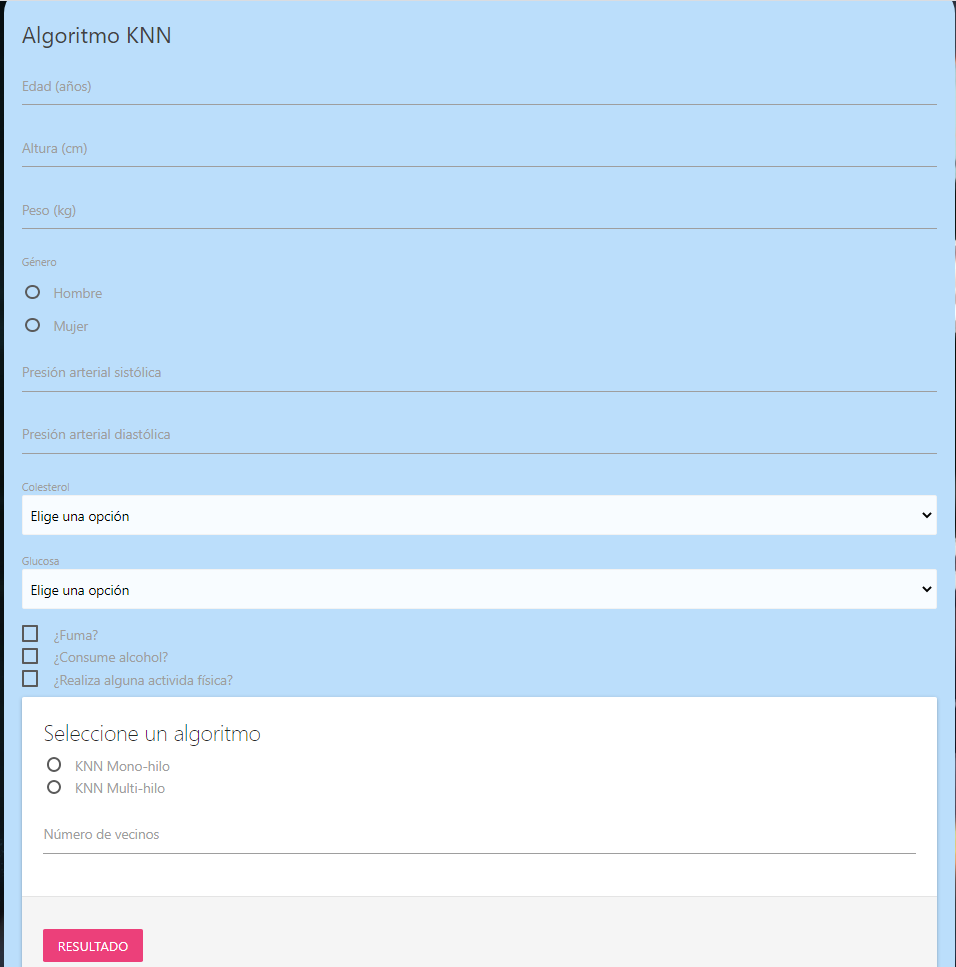 Algoritmo KNN
Edad (años)
Altura (cm)
Peso (kg)
Género
Hombre
Mujer
Presión arterial sistólica
Presión arterial diastólica
Colesterol
Elige una opción
Glucosa
Elige una opción
¿Fuma?
¿Consume alcohol?
¿Realiza alguna activida física?
Seleccione un algoritmo
KNN Mono-hilo
KNN Multi-hilo
Número de vecinos
RESULTADO